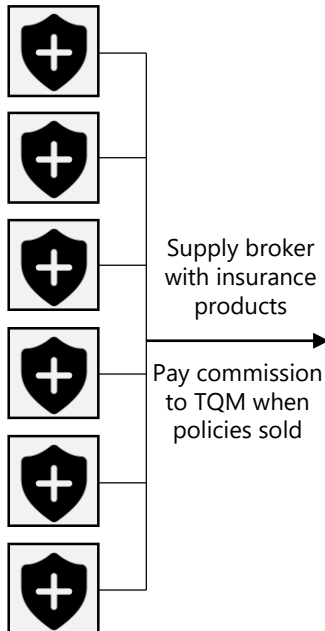 Supply broker
with insurance
products
Pay commission
to TQM when
policies sold